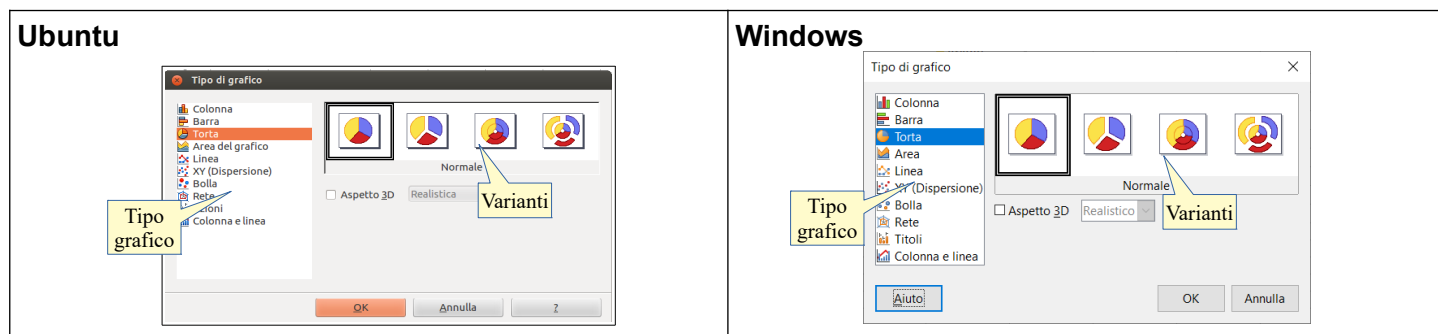 Ubuntu
Tipo di grafico
Colonna
Barra
Torta
Area del grafico
Linea
XY (Dispersione)
Bolla
Rete
Colonna e linea
Normale
Aspetto 3D Realistica
Tipo
grafico
Varianti
OK Annulla ?
Windows
Tipo di grafico
Colonna
Barra
Torta
Area
Linea
XY (Dispersione)
Bolla
Rete
Titoli
Colonna e linea
Normale
Aspetto 3D Realistico
Tipo
grafico
Varianti
Aiuto OK Annulla